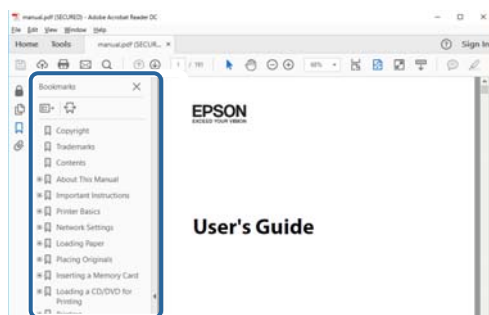 manual.pdf (SECURED) - Adobe Acrobat Reader DC
File Edit View Window Help
Home Tools manual.pdf (SECUR... × Sign In
1 / 191
Bookmarks ×
Copyright
Trademarks
Contents
About This Manual
Important Instructions
Printer Basics
Network Settings
Loading Paper
Placing Originals
Inserting a Memory Card
Loading a CD/DVD for
Printing
EPSON
EXCEED YOUR VISION
User's Guide